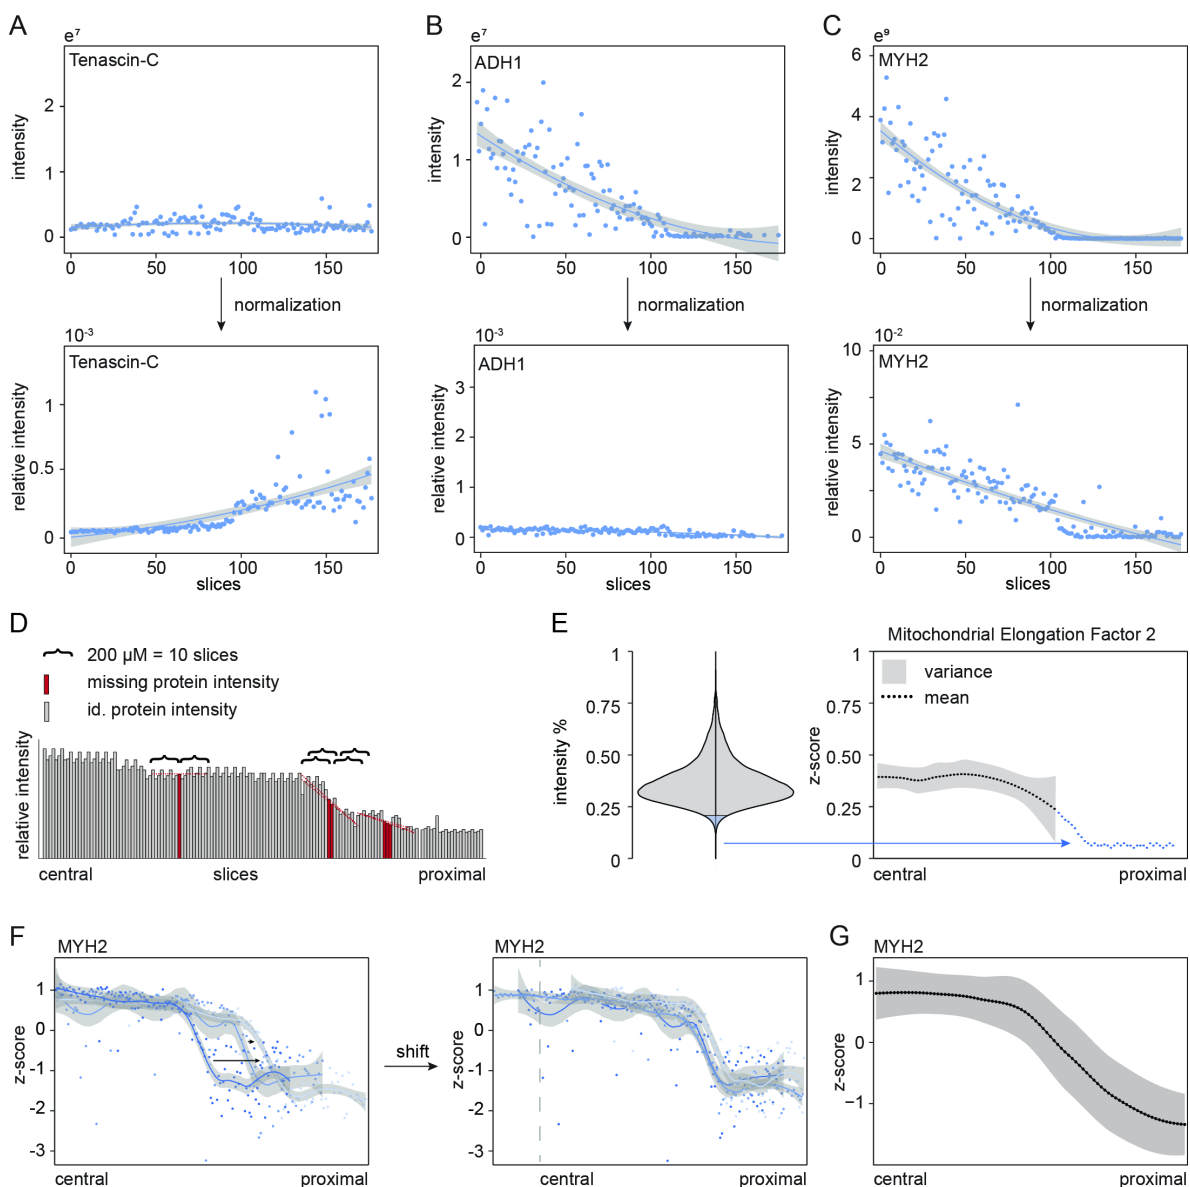 A
e⁷
Tenascin-C
2
1
0
intensity
0
50
100
150
normalization
10⁻³
Tenascin-C
1
0.5
0
relative intensity
0
50
100
150
slices
B
e⁷
ADH1
2
1
0
intensity
0
50
100
150
normalization
10⁻³
ADH1
3
2
1
0
relative intensity
0
50
100
150
C
e⁹
MYH2
6
4
2
0
intensity
0
50
100
150
normalization
10⁻²
MYH2
10
5
0
relative intensity
0
50
100
150
slices
D
200 µM = 10 slices
missing protein intensity
id. protein intensity
relative intensity
central
slices
proximal
E
1
0.75
0.50
0.25
0
intensity %
Mitochondrial Elongation Factor 2
variance
mean
1
0.75
0.50
0.25
0
z-score
central
proximal
F
MYH2
1
0
-1
-2
-3
z-score
central
proximal
shift
MYH2
1
0
-1
-2
-3
z-score
central
proximal
G
MYH2
1
0
−1
z-score
central
proximal